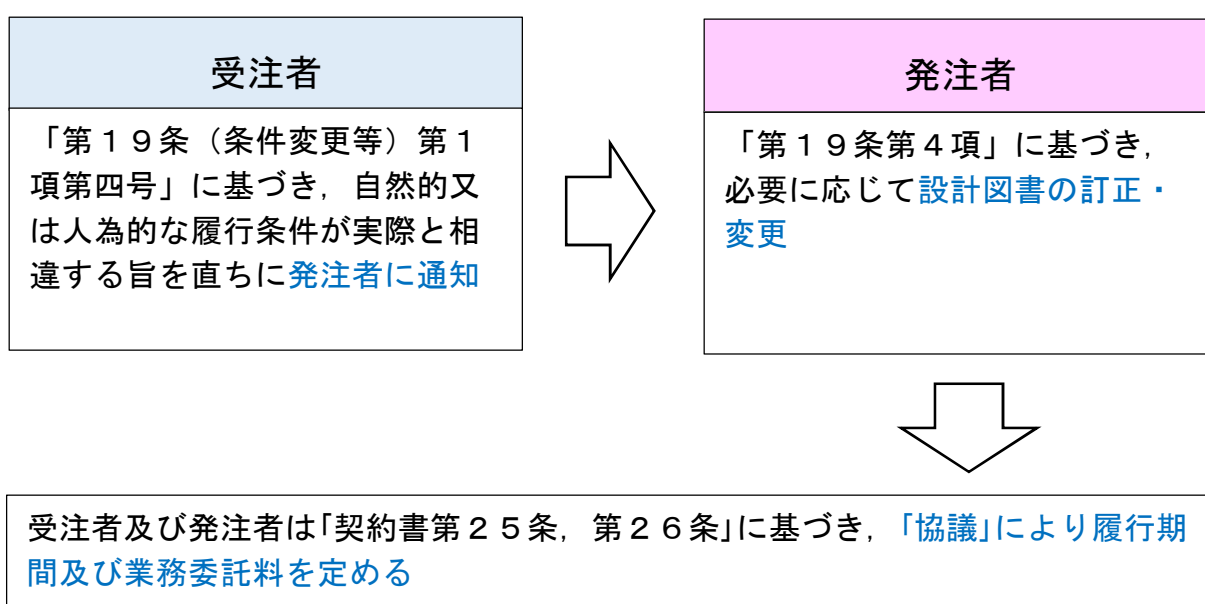 受注者
「第１９条（条件変更等）第１
項第四号」に基づき，自然的又
は人為的な履行条件が実際と相
違する旨を直ちに発注者に通知
発注者
「第１９条第４項」に基づき，
必要に応じて設計図書の訂正・
変更
受注者及び発注者は「契約書第２５条，第２６条」に基づき，「協議」により履行期
間及び業務委託料を定める